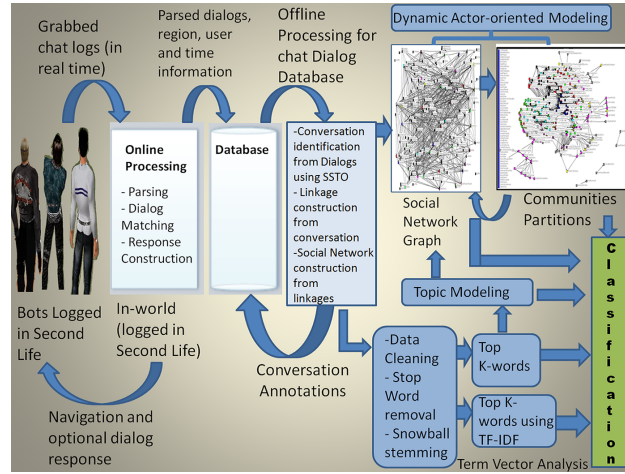 Grabbed
chat logs (in
real time)
Parsed dialogs,
region, user
and time
information
Offline
Processing for
chat Dialog
Database
Dynamic Actor-oriented Modeling
Online
Processing
- Parsing
- Dialog
Matching
- Response
Construction
Database
-Conversation
identification
from Dialogs
using SSTO
- Linkage
construction
from
conversation
-Social Network
construction
from
linkages
Social
Network
Graph
Communities
Partitions
Classification
Topic Modeling
Bots Logged
in Second
Life
In-world
(logged in
Second Life)
Conversation
Annotations
-Data
Cleaning
- Stop
Word
removal
- Snowball
stemming
Top
K-words
Top K-
words using
TF-IDF
Navigation and
optional dialog
response
Term Vector Analysis